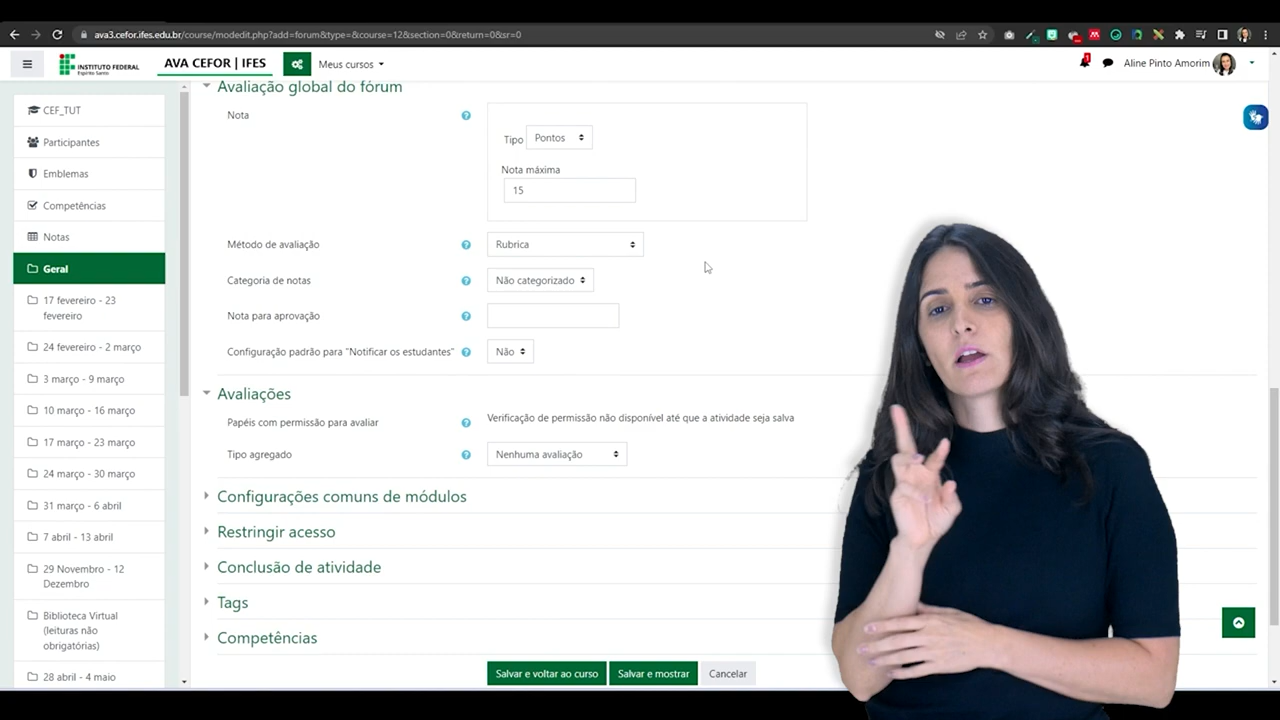 ava3.cefor.ifes.edu.br/course/modedit.php?add=forum&type=&course=12&section=0&return=0&sr=0
INSTITUTO FEDERAL
Espírito Santo
AVA CEFOR | IFES
Meus cursos
1
Aline Pinto Amorim
CEF_TUT
Participantes
Emblemas
Competências
Notas
Geral
17 fevereiro - 23
fevereiro
24 fevereiro - 2 março
3 março - 9 março
10 março - 16 março
17 março - 23 março
24 março - 30 março
31 março - 6 abril
7 abril - 13 abril
29 Novembro - 12
Dezembro
Biblioteca Virtual
(leituras não
obrigatórias)
28 abril - 4 maio
Avaliação global do fórum
Nota
Tipo Pontos
Nota máxima
15
Método de avaliação Rubrica
Categoria de notas Não categorizado
Nota para aprovação
Configuração padrão para "Notificar os estudantes" Não
Avaliações
Papéis com permissão para avaliar Verificação de permissão não disponível até que a atividade seja salva
Tipo agregado Nenhuma avaliação
Configurações comuns de módulos
Restringir acesso
Conclusão de atividade
Tags
Competências
Salvar e voltar ao curso Salvar e mostrar Cancelar